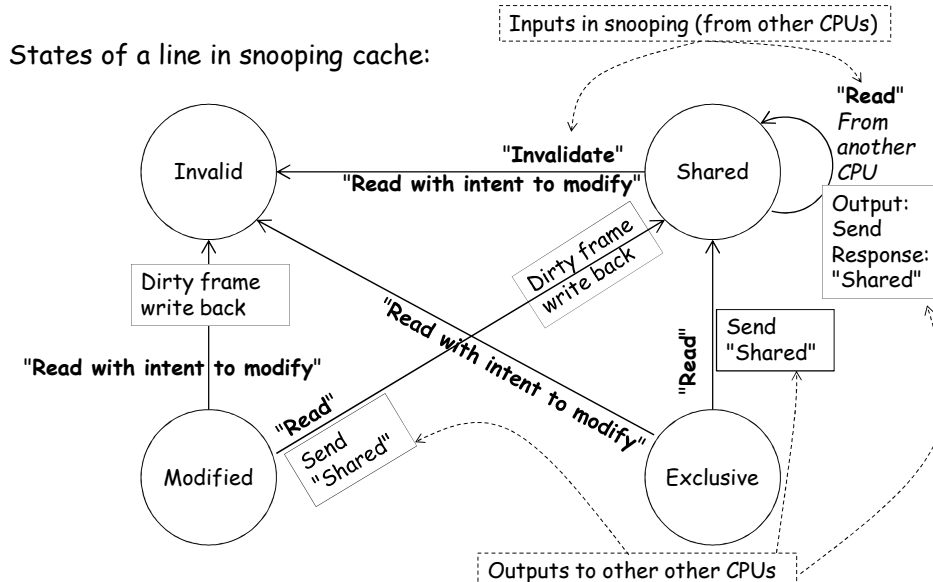 Inputs in snooping (from other CPUs)
States of a line in snooping cache:
"Read"
From
another
CPU
Invalid
"Invalidate"
"Read with intent to modify"
Shared
Output:
Send
Response:
"Shared"
Dirty frame
write back
Dirty frame
write back
"Read with intent to modify"
"Read"
Send
"Shared"
"Read with intent to modify"
"Read"
Send
"Shared"
Modified
Exclusive
Outputs to other other CPUs